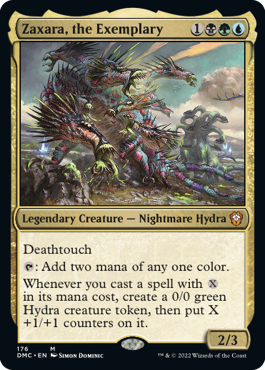 Zaxara, the Exemplary 1
Legendary Creature — Nightmare Hydra
Deathtouch
: Add two mana of any one color.
Whenever you cast a spell with X
in its mana cost, create a 0/0 green
Hydra creature token, then put X
+1/+1 counters on it.
2/3
176 M
DMC • EN SIMON DOMINIC ™ & © 2022 Wizards of the Coast